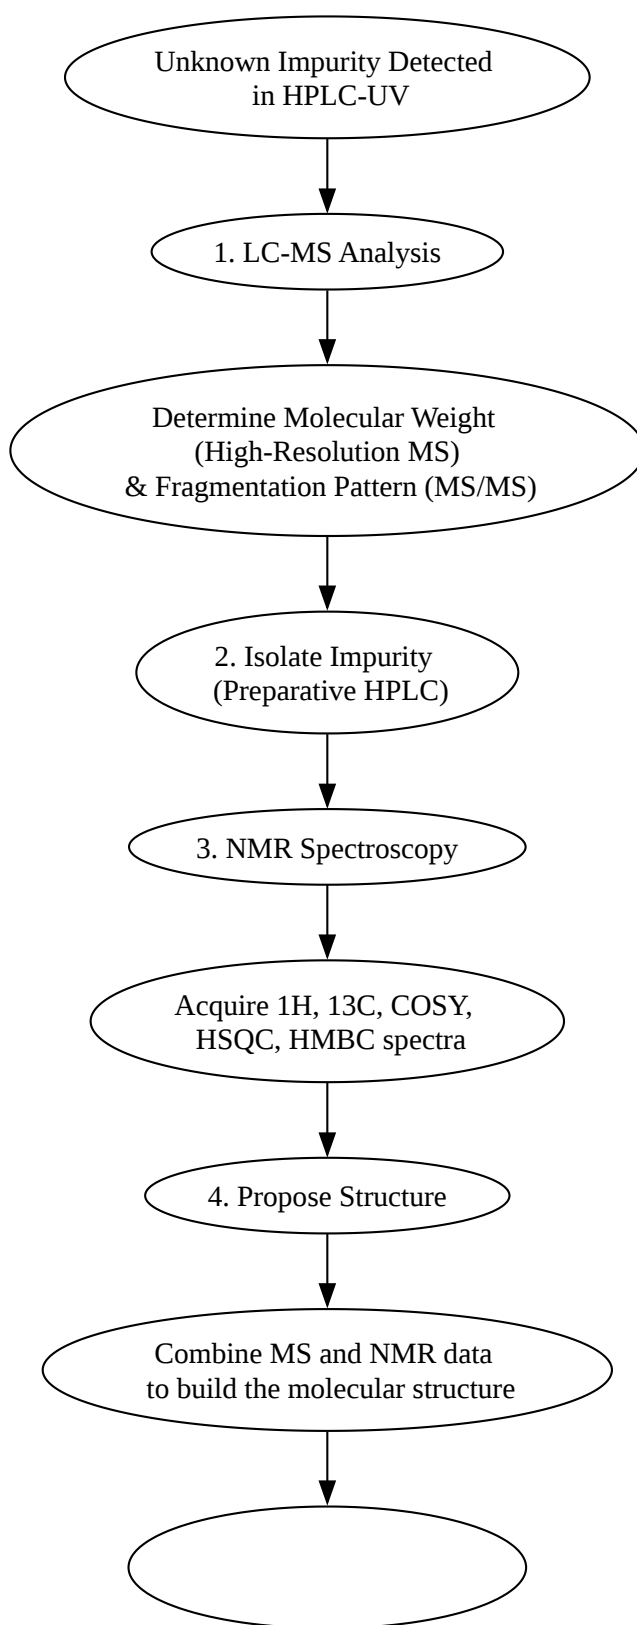 Unknown Impurity Detected
in HPLC-UV
1. LC-MS Analysis
Determine Molecular Weight
(High-Resolution MS)
& Fragmentation Pattern (MS/MS)
2. Isolate Impurity
(Preparative HPLC)
3. NMR Spectroscopy
Acquire 1H, 13C, COSY,
HSQC, HMBC spectra
4. Propose Structure
Combine MS and NMR data
to build the molecular structure